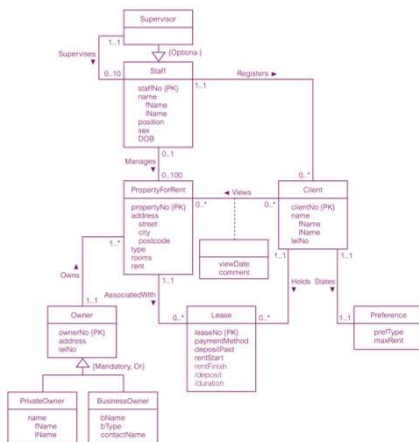 Supervisor
1..1
Supervises
{Optional }
0..10
Staff
staffNo {PK}
name
fName
lName
position
sex
DOB
1..1
Registers
0..1
Manages
0..100
0..*
PropertyForRent
propertyNo {PK}
address
street
city
postcode
type
rooms
rent
Views
0..*
0..*
viewDate
comment
Client
clientNo {PK}
name
fName
lName
telNo
1..*
Owns
1..1
1..1
AssociatedWith
0..*
1..1
Holds
0..*
1..1
States
1..1
Owner
ownerNo {PK}
address
telNo
{Mandatory, Or}
Lease
leaseNo {PK}
paymentMethod
depositPaid
rentStart
rentFinish
/deposit
/duration
Preference
prefType
maxRent
PrivateOwner
name
fName
lName
BusinessOwner
bName
bType
contactName